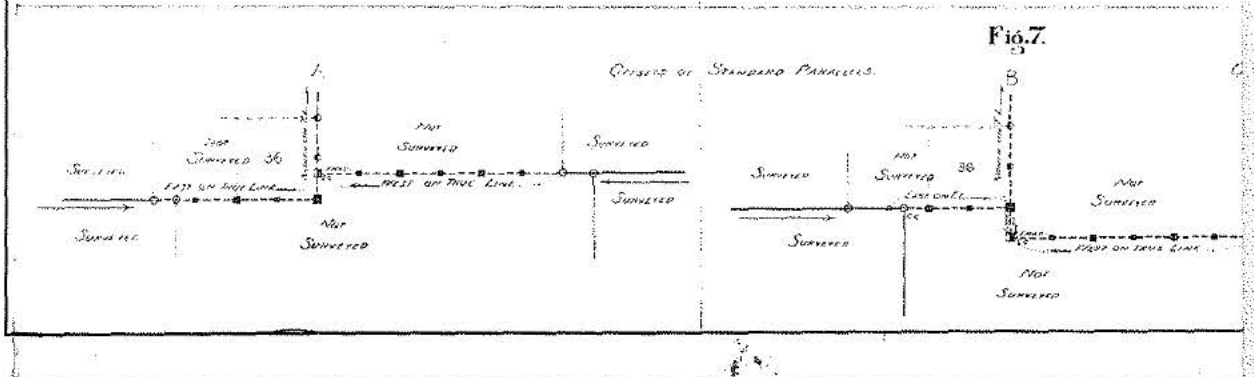 Fig.7.
OFFSETS OF STANDARD PARALLELS.
A
NOT
SURVEYED 36
SURVEYED
EAST ON TRUE LINE
SURVEYED
NOT
SURVEYED
NOT
SURVEYED
WEST ON TRUE LINE
SURVEYED
SURVEYED
B
SURVEYED
NOT
SURVEYED
36
EAST ON T.L.
SURVEYED
NOT
SURVEYED
WEST ON TRUE LINE
NOT
SURVEYED